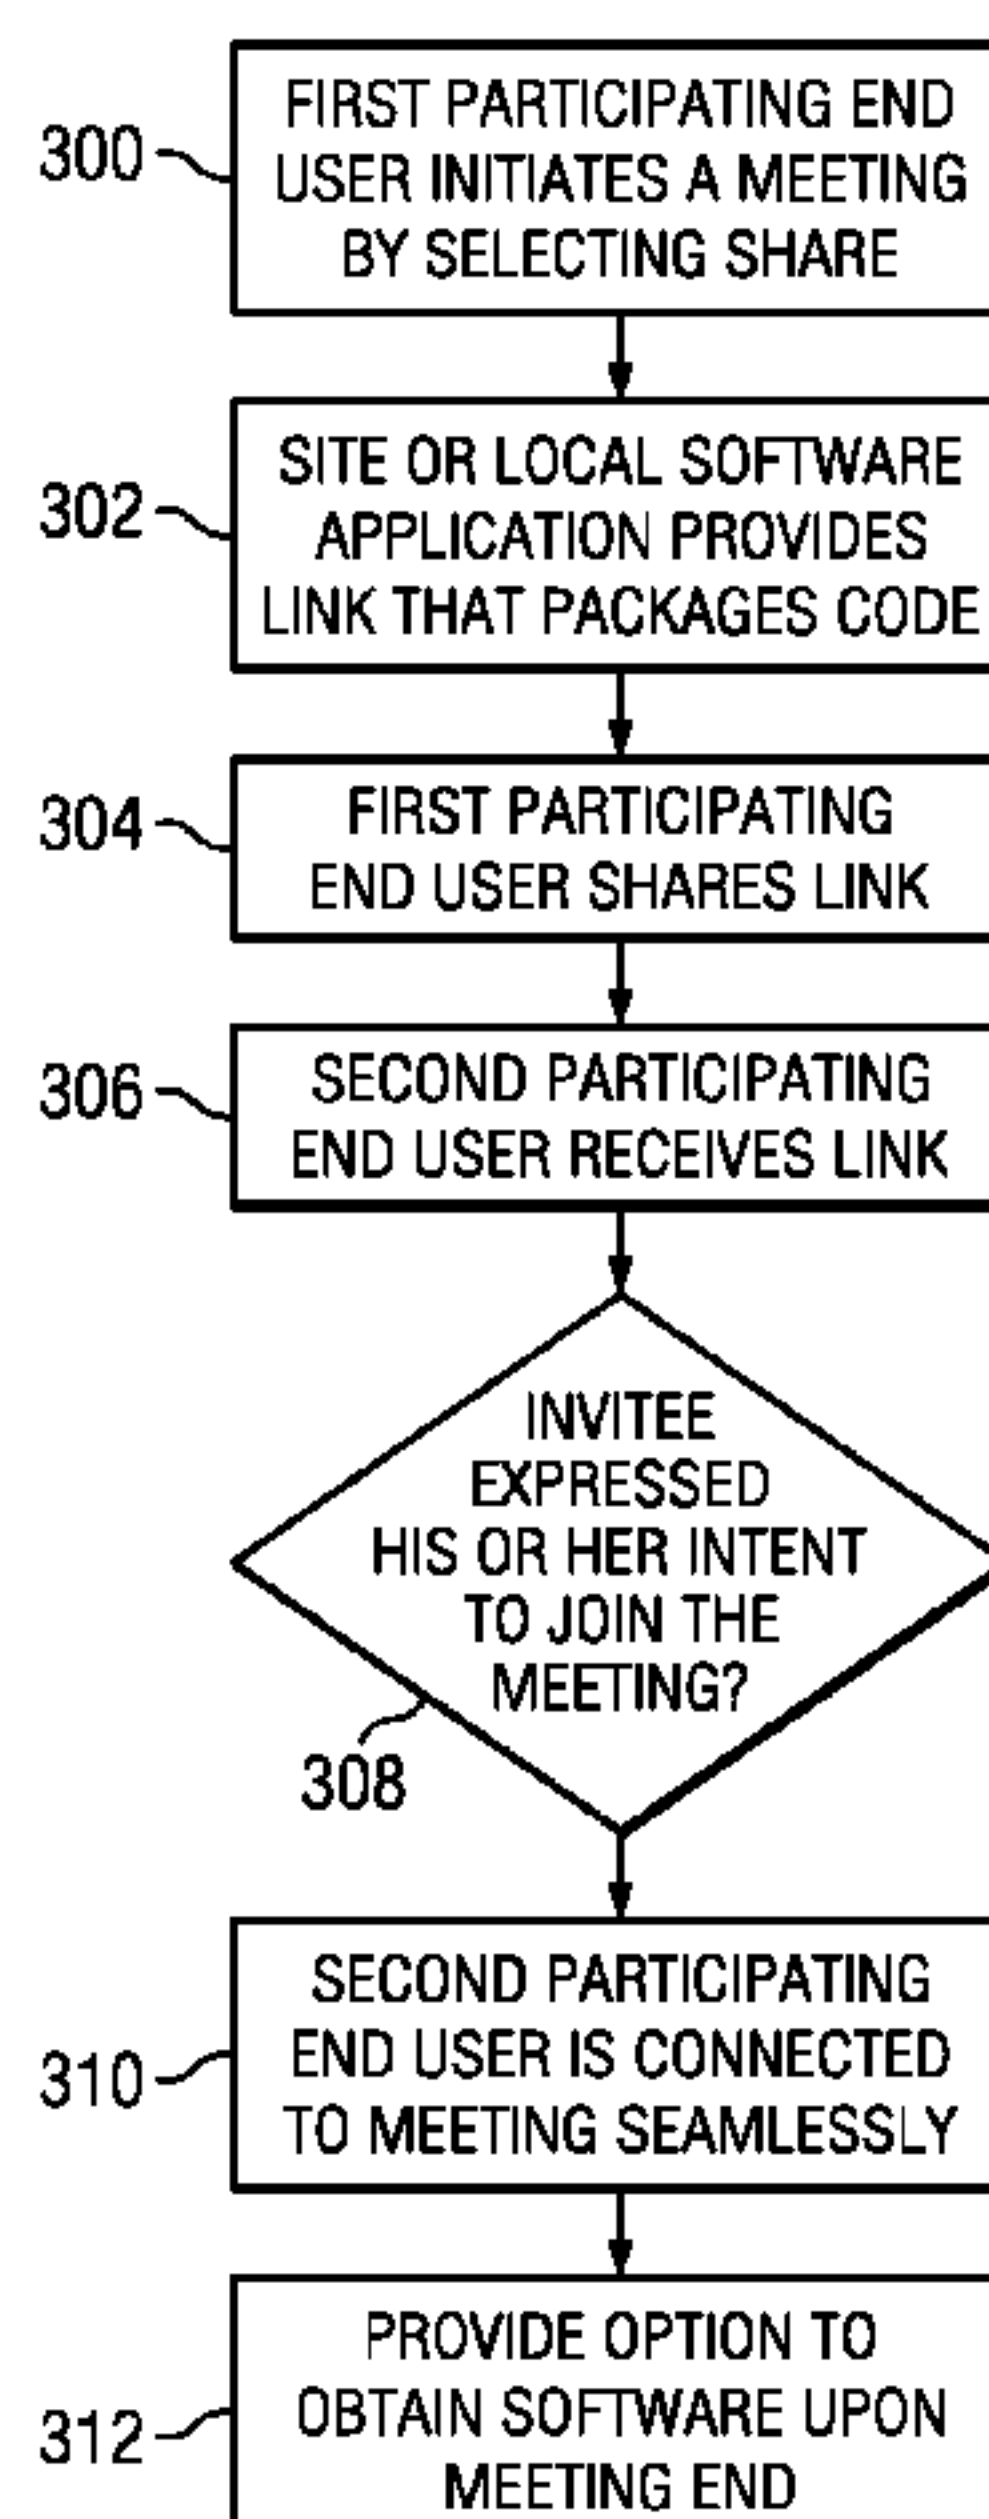 300
FIRST PARTICIPATING END
USER INITIATES A MEETING
BY SELECTING SHARE
302
SITE OR LOCAL SOFTWARE
APPLICATION PROVIDES
LINK THAT PACKAGES CODE
304
FIRST PARTICIPATING
END USER SHARES LINK
306
SECOND PARTICIPATING
END USER RECEIVES LINK
INVITEE
EXPRESSED
HIS OR HER INTENT
TO JOIN THE
MEETING?
308
310
SECOND PARTICIPATING
END USER IS CONNECTED
TO MEETING SEAMLESSLY
312
PROVIDE OPTION TO
OBTAIN SOFTWARE UPON
MEETING END